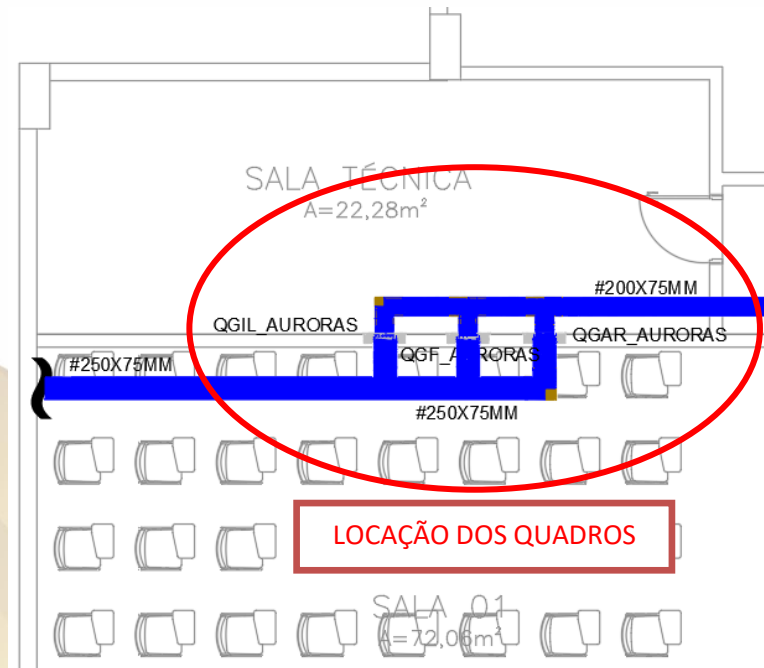 SALA TÉCNICA
A=22,28m²
#200X75MM
QGIL_AURORAS
QGF_AURORAS
QGAR_AURORAS
#250X75MM
#250X75MM
LOCAÇÃO DOS QUADROS
SALA 01
A=72,06m²